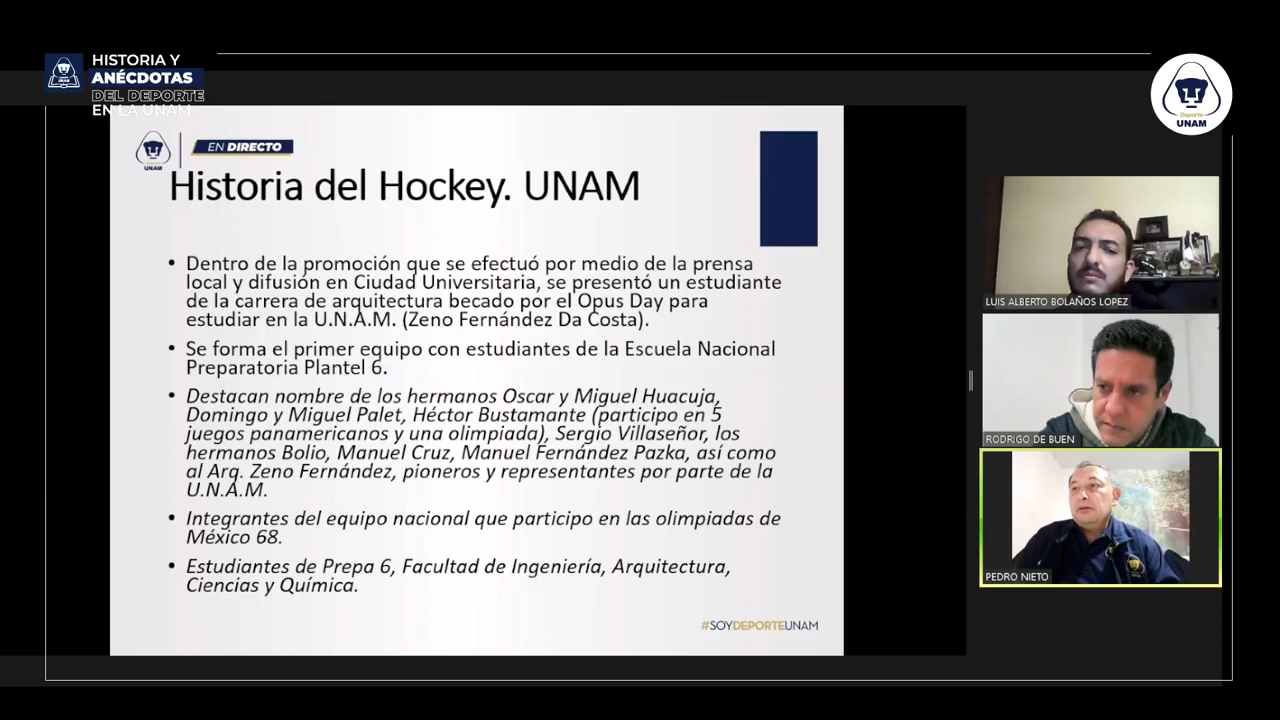 HISTORIA Y
ANÉCDOTAS
DEL DEPORTE
EN LA UNAM
Deporte
UNAM
UNAM
EN DIRECTO
Historia del Hockey. UNAM
• Dentro de la promoción que se efectuó por medio de la prensa
local y difusión en Ciudad Universitaria, se presentó un estudiante
de la carrera de arquitectura becado por el Opus Day para
estudiar en la U.N.A.M. (Zeno Fernández Da Costa).
• Se forma el primer equipo con estudiantes de la Escuela Nacional
Preparatoria Plantel 6.
• Destacan nombre de los hermanos Oscar y Miguel Huacuja,
Domingo y Miguel Palet, Héctor Bustamante (participo en 5
juegos panamericanos y una olimpiada), Sergio Villaseñor, los
hermanos Bolio, Manuel Cruz, Manuel Fernández Pazka, así como
al Arq. Zeno Fernández, pioneros y representantes por parte de la
U.N.A.M.
• Integrantes del equipo nacional que participo en las olimpiadas de
México 68.
• Estudiantes de Prepa 6, Facultad de Ingeniería, Arquitectura,
Ciencias y Química.
#SOYDEPORTEUNAM
LUIS ALBERTO BOLAÑOS LOPEZ
RODRIGO DE BUEN
PEDRO NIETO